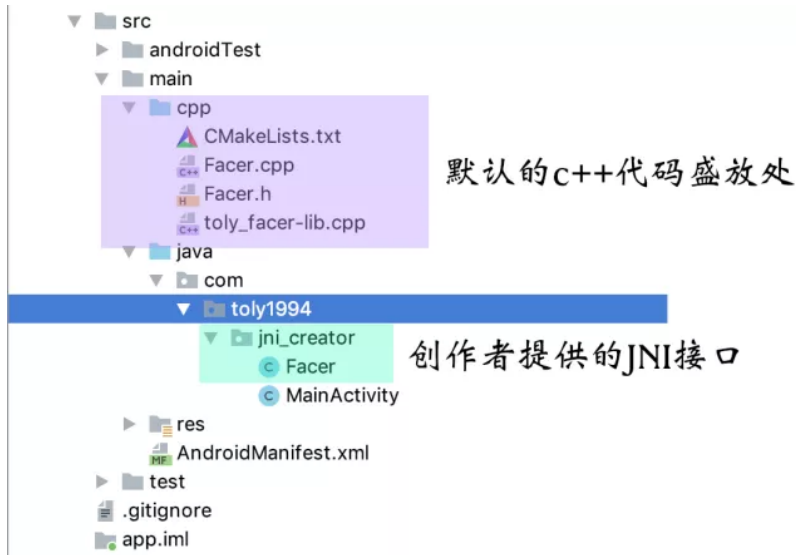 src
androidTest
main
cpp
CMakeLists.txt
C++ Facer.cpp
H Facer.h
C++ toly_facer-lib.cpp
默认的c++代码盛放处
java
com
toly1994
jni_creator
C Facer
创作者提供的JNI接口
C MainActivity
res
MF AndroidManifest.xml
test
.gitignore
app.iml